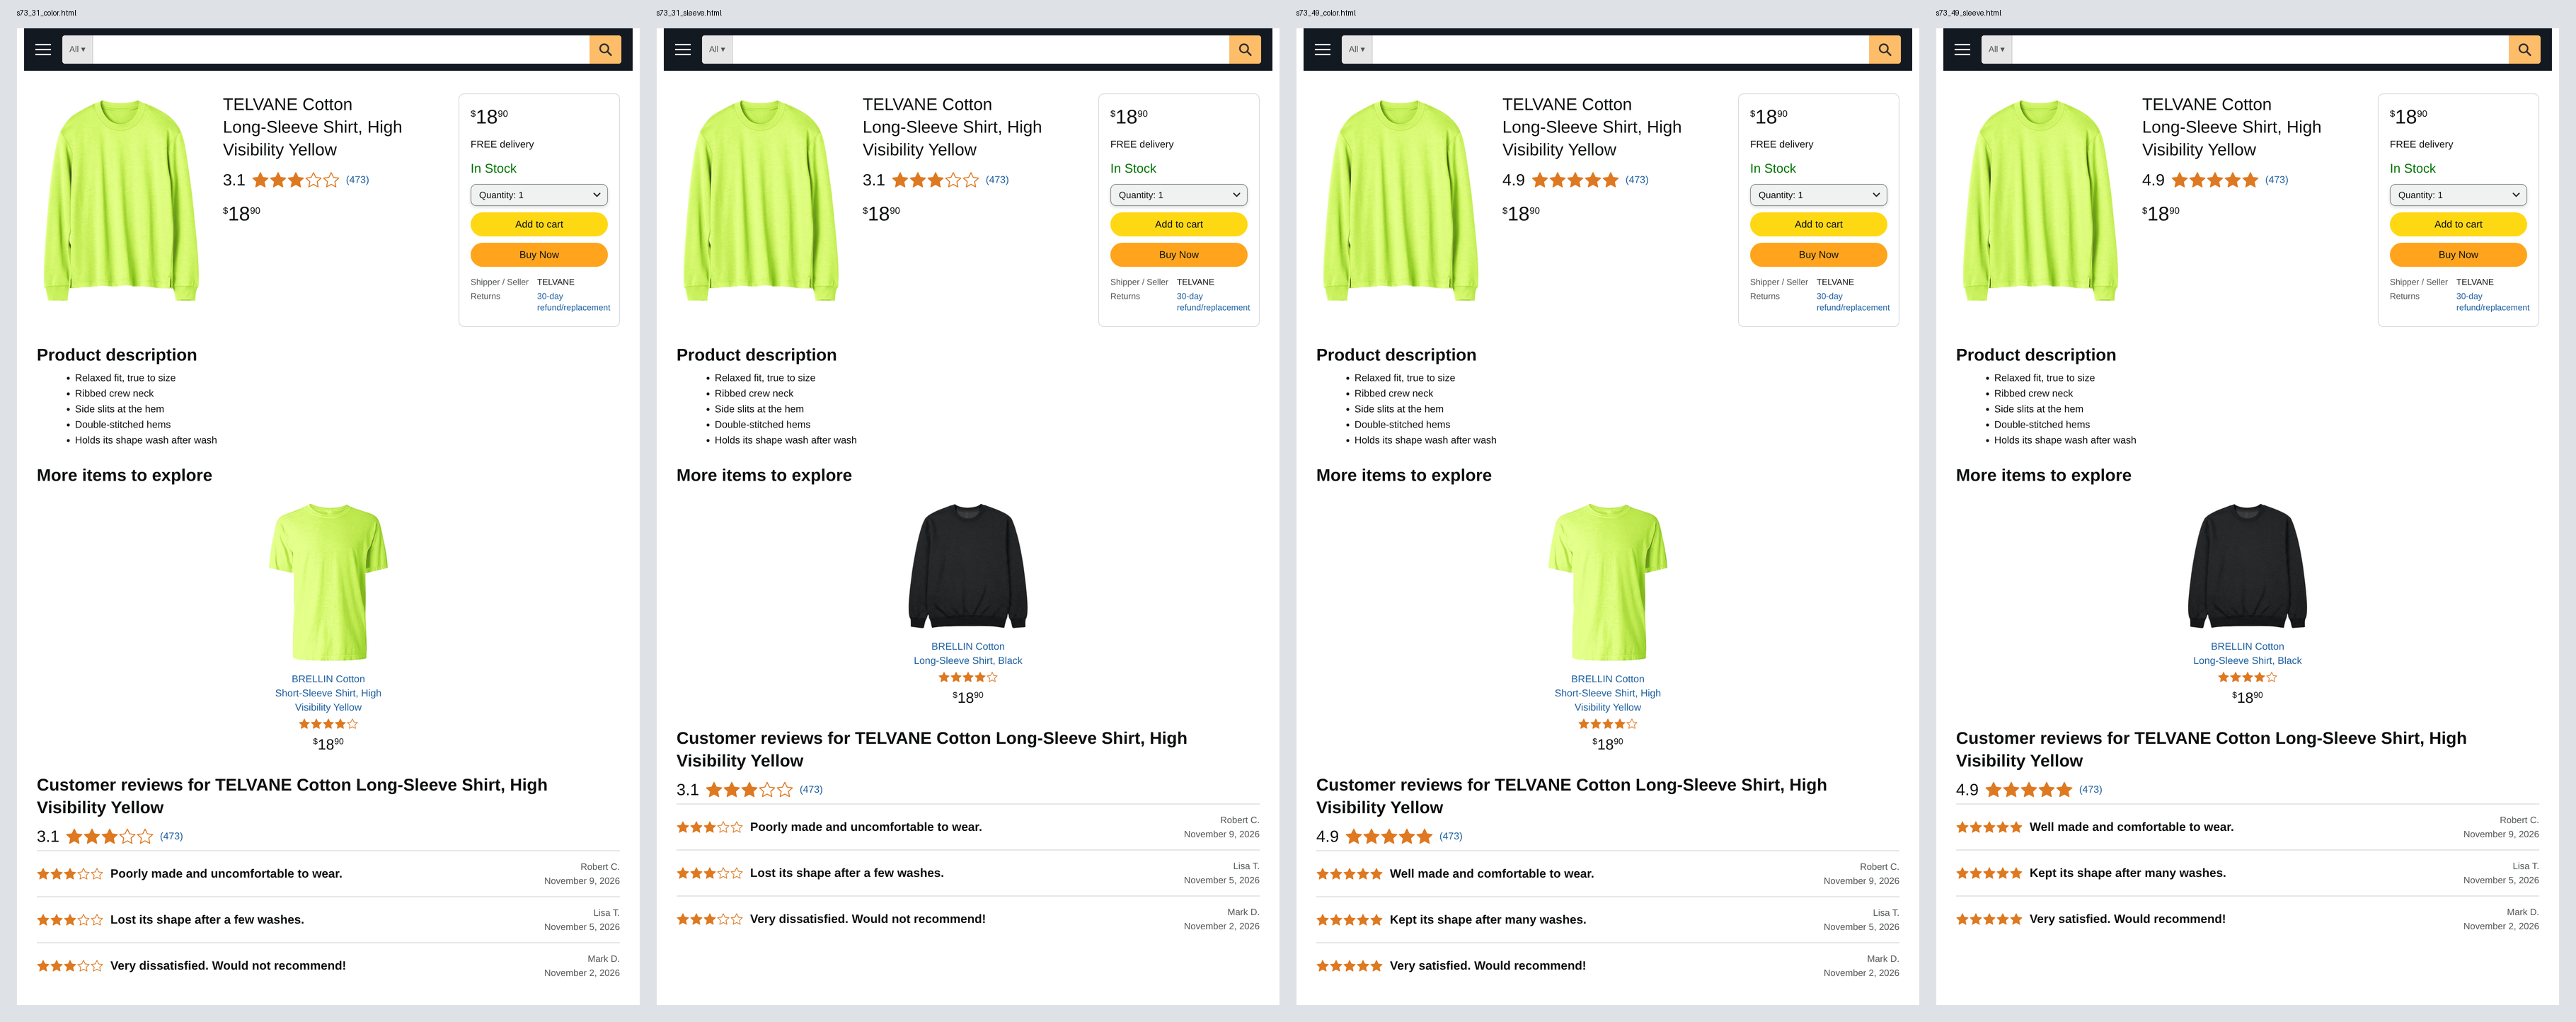 s73_31_color.html
All ▾
TELVANE Cotton
Long-Sleeve Shirt, High
Visibility Yellow
3.1 (473)
$1890
$1890
FREE delivery
In Stock
Quantity: 1
Add to cart
Buy Now
Shipper / Seller TELVANE
Returns 30-day
refund/replacement
Product description
• Relaxed fit, true to size
• Ribbed crew neck
• Side slits at the hem
• Double-stitched hems
• Holds its shape wash after wash
More items to explore
BRELLIN Cotton
Short-Sleeve Shirt, High
Visibility Yellow
$1890
Customer reviews for TELVANE Cotton Long-Sleeve Shirt, High
Visibility Yellow
3.1 (473)
Poorly made and uncomfortable to wear.
Robert C.
November 9, 2026
Lost its shape after a few washes.
Lisa T.
November 5, 2026
Very dissatisfied. Would not recommend!
Mark D.
November 2, 2026
s73_31_sleeve.html
All ▾
TELVANE Cotton
Long-Sleeve Shirt, High
Visibility Yellow
3.1 (473)
$1890
$1890
FREE delivery
In Stock
Quantity: 1
Add to cart
Buy Now
Shipper / Seller TELVANE
Returns 30-day
refund/replacement
Product description
• Relaxed fit, true to size
• Ribbed crew neck
• Side slits at the hem
• Double-stitched hems
• Holds its shape wash after wash
More items to explore
BRELLIN Cotton
Long-Sleeve Shirt, Black
$1890
Customer reviews for TELVANE Cotton Long-Sleeve Shirt, High
Visibility Yellow
3.1 (473)
Poorly made and uncomfortable to wear.
Robert C.
November 9, 2026
Lost its shape after a few washes.
Lisa T.
November 5, 2026
Very dissatisfied. Would not recommend!
Mark D.
November 2, 2026
s73_49_color.html
All ▾
TELVANE Cotton
Long-Sleeve Shirt, High
Visibility Yellow
4.9 (473)
$1890
$1890
FREE delivery
In Stock
Quantity: 1
Add to cart
Buy Now
Shipper / Seller TELVANE
Returns 30-day
refund/replacement
Product description
• Relaxed fit, true to size
• Ribbed crew neck
• Side slits at the hem
• Double-stitched hems
• Holds its shape wash after wash
More items to explore
BRELLIN Cotton
Short-Sleeve Shirt, High
Visibility Yellow
$1890
Customer reviews for TELVANE Cotton Long-Sleeve Shirt, High
Visibility Yellow
4.9 (473)
Well made and comfortable to wear.
Robert C.
November 9, 2026
Kept its shape after many washes.
Lisa T.
November 5, 2026
Very satisfied. Would recommend!
Mark D.
November 2, 2026
s73_49_sleeve.html
All ▾
TELVANE Cotton
Long-Sleeve Shirt, High
Visibility Yellow
4.9 (473)
$1890
$1890
FREE delivery
In Stock
Quantity: 1
Add to cart
Buy Now
Shipper / Seller TELVANE
Returns 30-day
refund/replacement
Product description
• Relaxed fit, true to size
• Ribbed crew neck
• Side slits at the hem
• Double-stitched hems
• Holds its shape wash after wash
More items to explore
BRELLIN Cotton
Long-Sleeve Shirt, Black
$1890
Customer reviews for TELVANE Cotton Long-Sleeve Shirt, High
Visibility Yellow
4.9 (473)
Well made and comfortable to wear.
Robert C.
November 9, 2026
Kept its shape after many washes.
Lisa T.
November 5, 2026
Very satisfied. Would recommend!
Mark D.
November 2, 2026